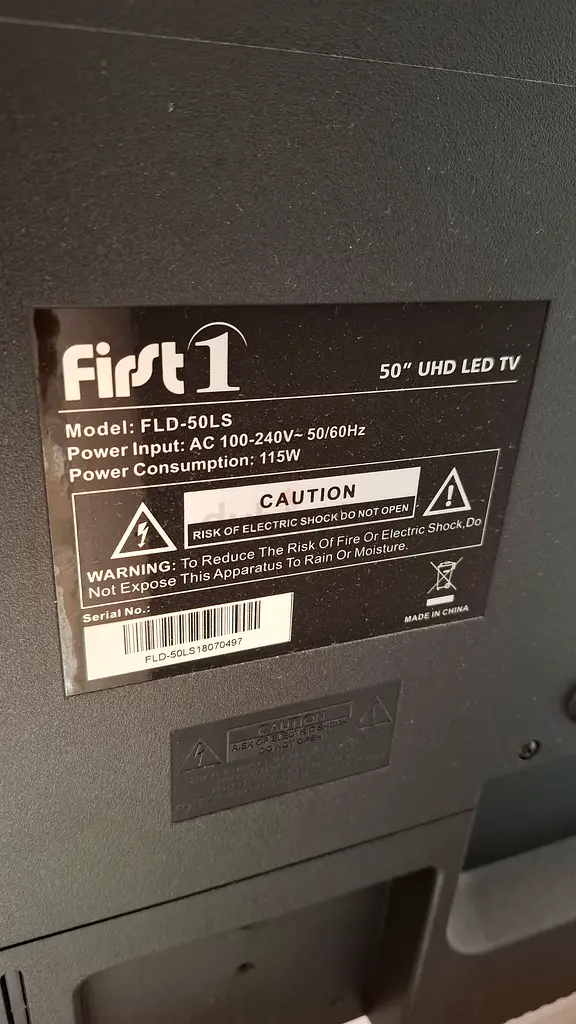 First 1
50" UHD LED TV
Model: FLD-50LS
Power Input: AC 100-240V~ 50/60Hz
Power Consumption: 115W
CAUTION
RISK OF ELECTRIC SHOCK DO NOT OPEN
WARNING: To Reduce The Risk Of Fire Or Electric Shock,Do
Not Expose This Apparatus To Rain Or Moisture.
Serial No.:
FLD-50LS18070497
MADE IN CHINA
CAUTION
RISK OF ELECTRIC SHOCK
DO NOT OPEN